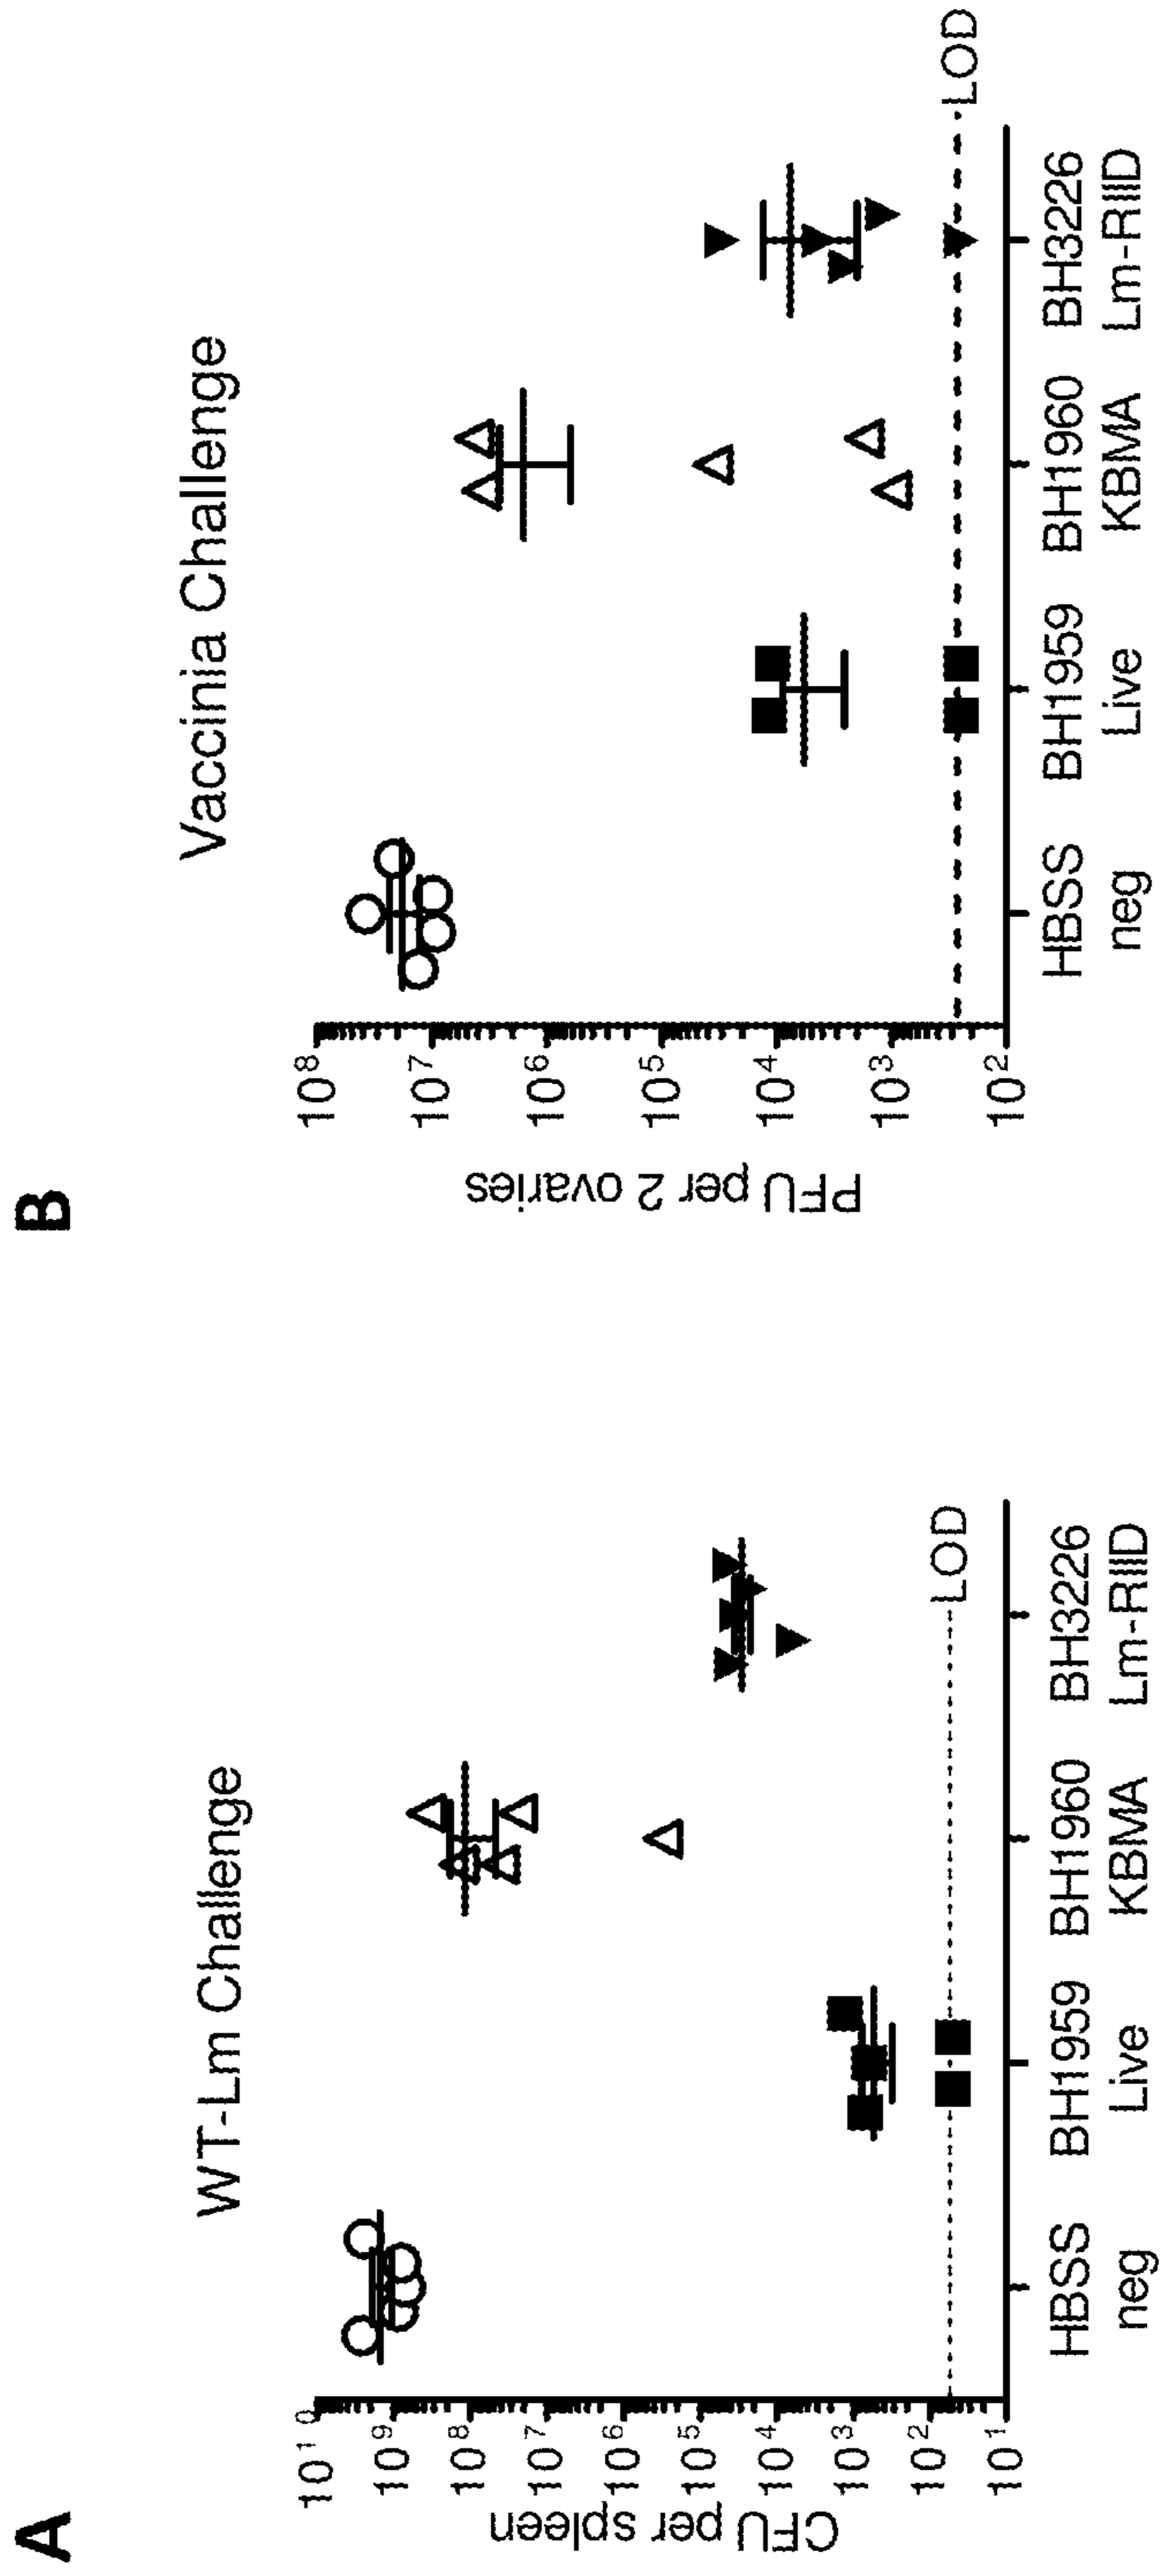 A
WT-Lm Challenge
CFU per spleen
10¹⁰
10⁹
10⁸
10⁷
10⁶
10⁵
10⁴
10³
10²
10¹
LOD
HBSS BH1959 BH1960 BH3226
neg Live KBMA Lm-RIID
B
Vaccinia Challenge
PFU per 2 ovaries
10⁸
10⁷
10⁶
10⁵
10⁴
10³
10²
LOD
HBSS BH1959 BH1960 BH3226
neg Live KBMA Lm-RIID